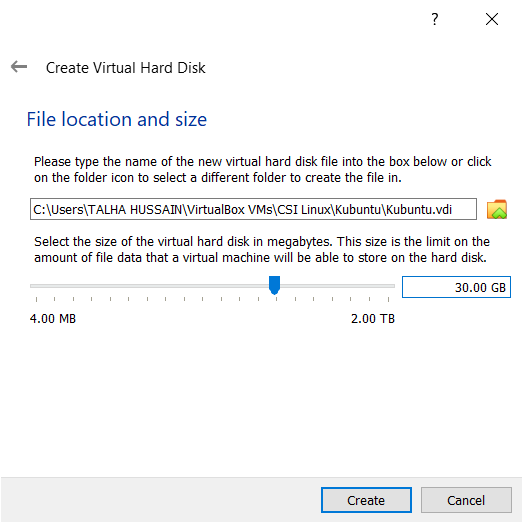 ?
Create Virtual Hard Disk
File location and size
Please type the name of the new virtual hard disk file into the box below or click
on the folder icon to select a different folder to create the file in.
C:\Users\TALHA HUSSAIN\VirtualBox VMs\CSI Linux\Kubuntu\Kubuntu.vdi
Select the size of the virtual hard disk in megabytes. This size is the limit on the
amount of file data that a virtual machine will be able to store on the hard disk.
30.00 GB
4.00 MB 2.00 TB
Create Cancel